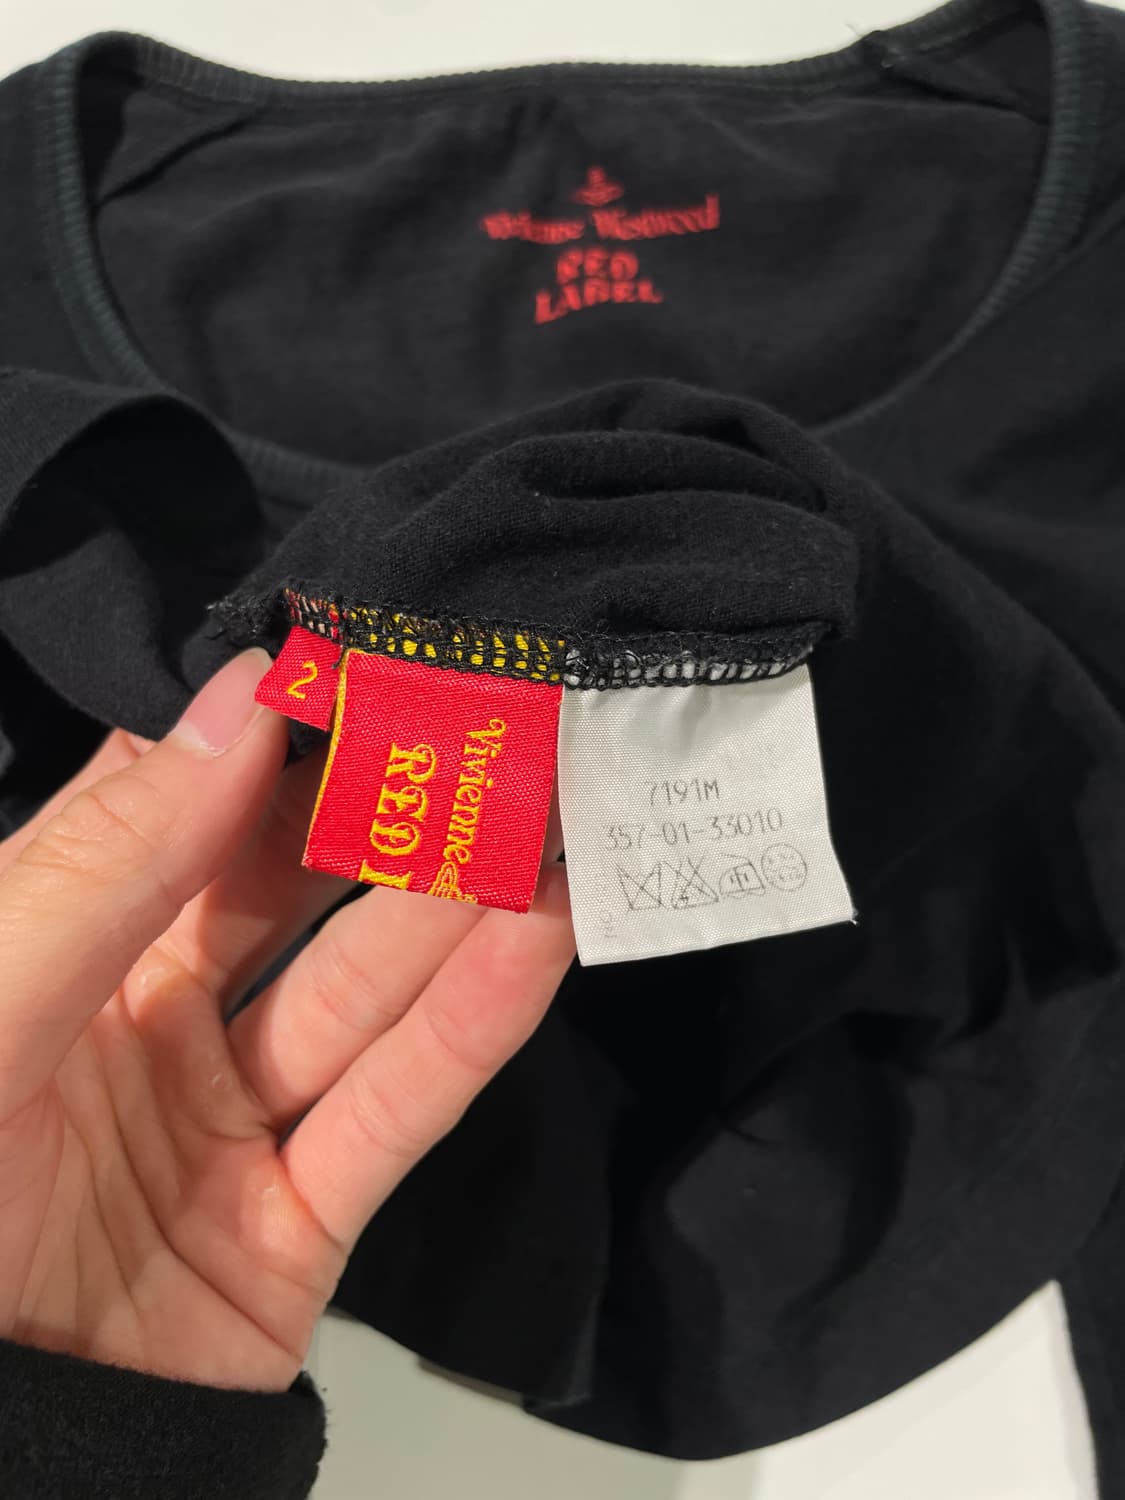 Vivienne Westwood
RED
LABEL
2
Vivienne
RED L
7191M
357-01-33010